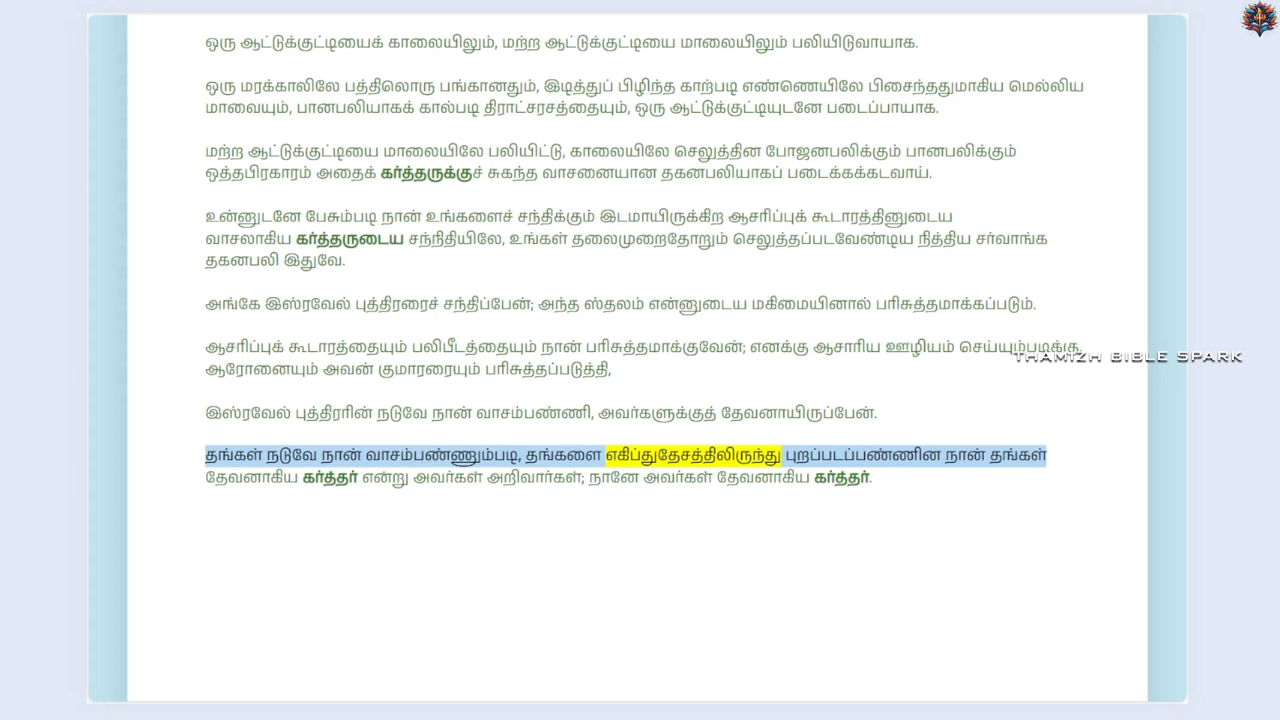 ஒரு ஆட்டுக்குட்டியைக் காலையிலும், மற்ற ஆட்டுக்குட்டியை மாலையிலும் பலியிடுவாயாக.
ஒரு மரக்காலிலே பத்திலொரு பங்கானதும், இடித்துப் பிழிந்த காற்படி எண்ணெயிலே பிசைந்ததுமாகிய மெல்லிய
மாவையும், பானபலியாகக் கால்படி திராட்சரசத்தையும், ஒரு ஆட்டுக்குட்டியுடனே படைப்பாயாக.
மற்ற ஆட்டுக்குட்டியை மாலையிலே பலியிட்டு, காலையிலே செலுத்தின போஜனபலிக்கும் பானபலிக்கும்
ஒத்தபிரகாரம் அதைக் கர்த்தருக்குச் சுகந்த வாசனையான தகனபலியாகப் படைக்கக்கடவாய்.
உன்னுடனே பேசும்படி நான் உங்களைச் சந்திக்கும் இடமாயிருக்கிற ஆசரிப்புக் கூடாரத்தினுடைய
வாசலாகிய கர்த்தருடைய சந்நிதியிலே, உங்கள் தலைமுறைதோறும் செலுத்தப்படவேண்டிய நித்திய சர்வாங்க
தகனபலி இதுவே.
அங்கே இஸ்ரவேல் புத்திரரைச் சந்திப்பேன்; அந்த ஸ்தலம் என்னுடைய மகிமையினால் பரிசுத்தமாக்கப்படும்.
ஆசரிப்புக் கூடாரத்தையும் பலிபீடத்தையும் நான் பரிசுத்தமாக்குவேன்; எனக்கு ஆசாரிய ஊழியம் செய்யும்படிக்கு,
THAMIZH BIBLE SPARK
ஆரோனையும் அவன் குமாரரையும் பரிசுத்தப்படுத்தி,
இஸ்ரவேல் புத்திரரின் நடுவே நான் வாசம்பண்ணி, அவர்களுக்குத் தேவனாயிருப்பேன்.
தங்கள் நடுவே நான் வாசம்பண்ணும்படி, தங்களை எகிப்துதேசத்திலிருந்து புறப்படப்பண்ணின நான் தங்கள்
தேவனாகிய கர்த்தர் என்று அவர்கள் அறிவார்கள்; நானே அவர்கள் தேவனாகிய கர்த்தர்.